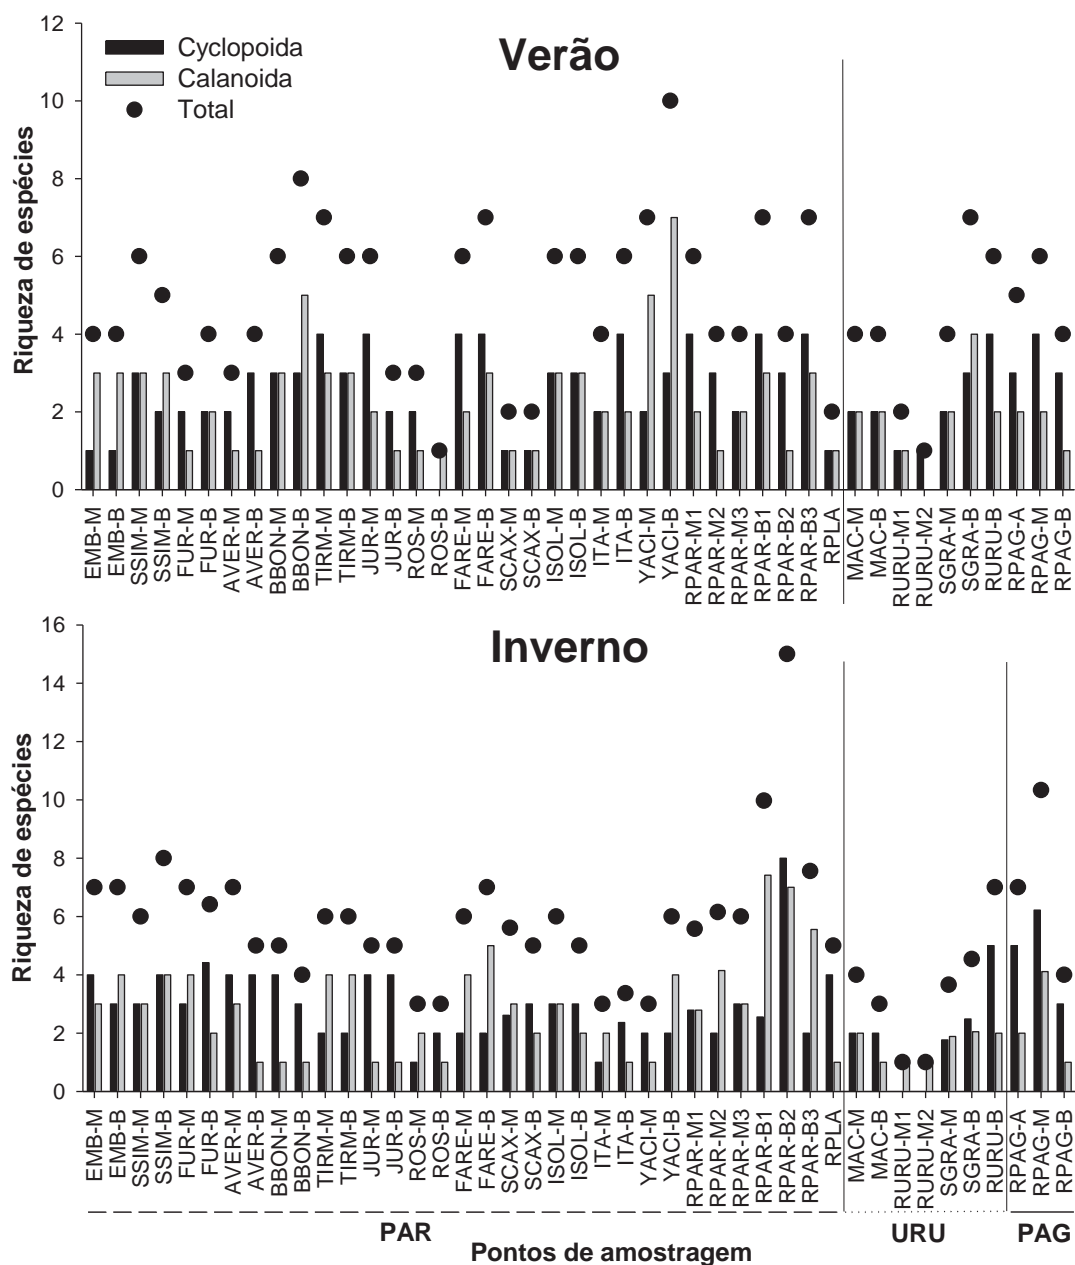 12
10
8
6
4
2
0
Riqueza de espécies
Cyclopoida
Calanoida
Total
Verão
EMB-M
EMB-B
SSIM-M
SSIM-B
FUR-M
FUR-B
AVER-M
AVER-B
BBON-M
BBON-B
TIRM-M
TIRM-B
JUR-M
JUR-B
ROS-M
ROS-B
FARE-M
FARE-B
SCAX-M
SCAX-B
ISOL-M
ISOL-B
ITA-M
ITA-B
YACI-M
YACI-B
RPAR-M1
RPAR-M2
RPAR-M3
RPAR-B1
RPAR-B2
RPAR-B3
RPLA
MAC-M
MAC-B
RURU-M1
RURU-M2
SGRA-M
SGRA-B
RURU-B
RPAG-A
RPAG-M
RPAG-B
16
14
12
10
8
6
4
2
0
Riqueza de espécies
Inverno
EMB-M
EMB-B
SSIM-M
SSIM-B
FUR-M
FUR-B
AVER-M
AVER-B
BBON-M
BBON-B
TIRM-M
TIRM-B
JUR-M
JUR-B
ROS-M
ROS-B
FARE-M
FARE-B
SCAX-M
SCAX-B
ISOL-M
ISOL-B
ITA-M
ITA-B
YACI-M
YACI-B
RPAR-M1
RPAR-M2
RPAR-M3
RPAR-B1
RPAR-B2
RPAR-B3
RPLA
MAC-M
MAC-B
RURU-M1
RURU-M2
SGRA-M
SGRA-B
RURU-B
RPAG-A
RPAG-M
RPAG-B
PAR
URU
PAG
Pontos de amostragem